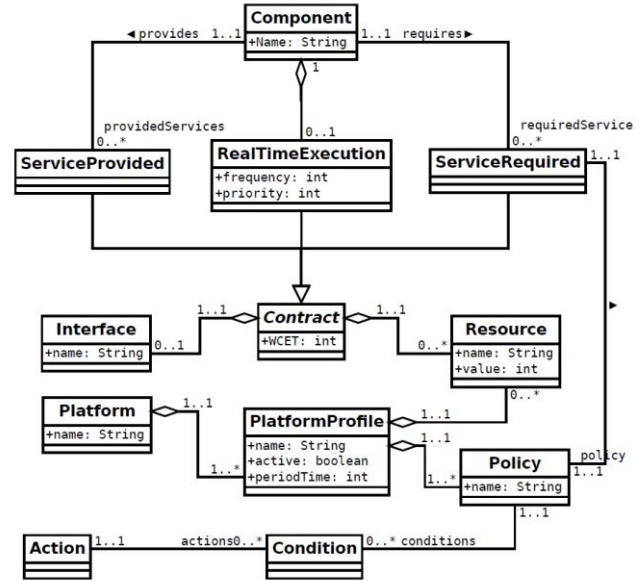 Component
+Name: String
◄ provides 1..1
1..1 requires►
1
providedServices
0..*
0..1
requiredService
0..*
ServiceProvided
RealTimeExecution
+frequency: int
+priority: int
ServiceRequired
1..1
►
1..1
Contract
+WCET: int
1..1
Interface
+name: String
0..1
0..*
Resource
+name: String
+value: int
0..*
Platform
+name: String
1..1
1..*
PlatformProfile
+name: String
+active: boolean
+periodTime: int
1..1
1..1
1..*
Policy
+name: String
policy
1..1
1..1
Action
1..1
actions0..*
Condition
0..* conditions